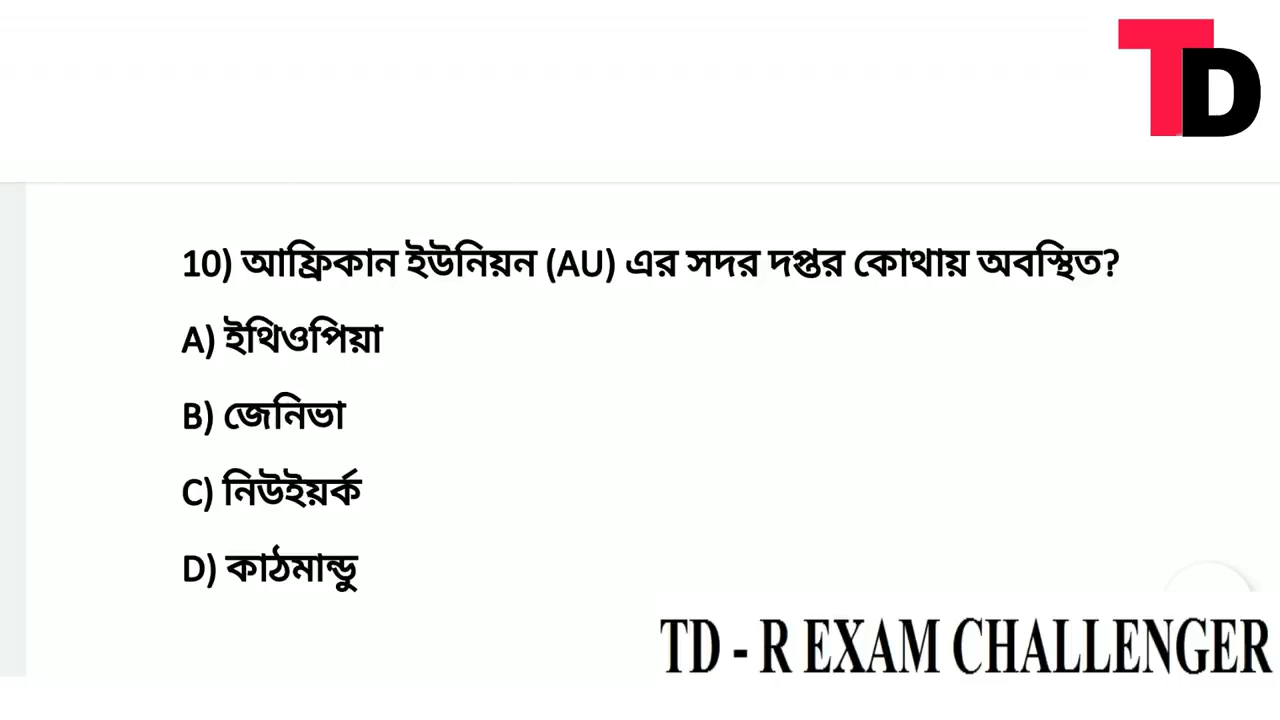 TD
10) আফ্রিকান ইউনিয়ন (AU) এর সদর দপ্তর কোথায় অবস্থিত?
A) ইথিওপিয়া
B) জেনিভা
C) নিউইয়র্ক
D) কাঠমান্ডু
TD - R EXAM CHALLENGER